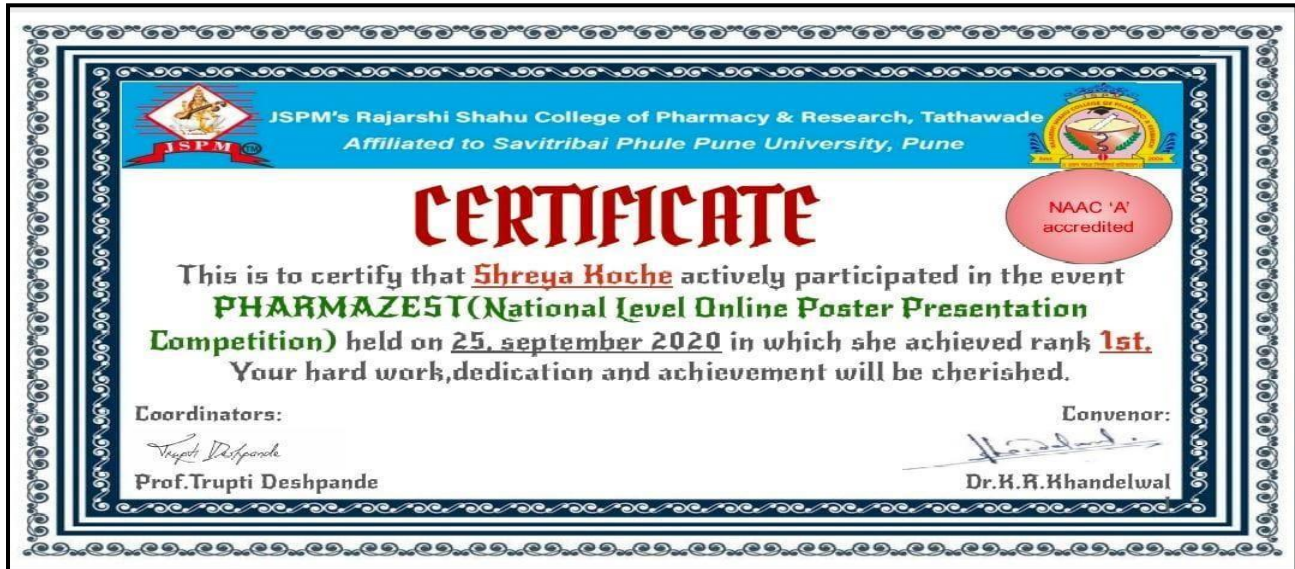 JSPM's Rajarshi Shahu College of Pharmacy & Research, Tathawade
Affiliated to Savitribai Phule Pune University, Pune
JSPM
TM
CERTIFICATE
NAAC 'A'
accredited
This is to certify that Shreya Koche actively participated in the event
PHARMAZEST(National Level Online Poster Presentation
Competition) held on 25, september 2020 in which she achieved rank 1st.
Your hard work,dedication and achievement will be cherished.
Coordinators:
Convenor:
Trupti Deshpande
Prof.Trupti Deshpande
Dr.K.R.Khandelwal